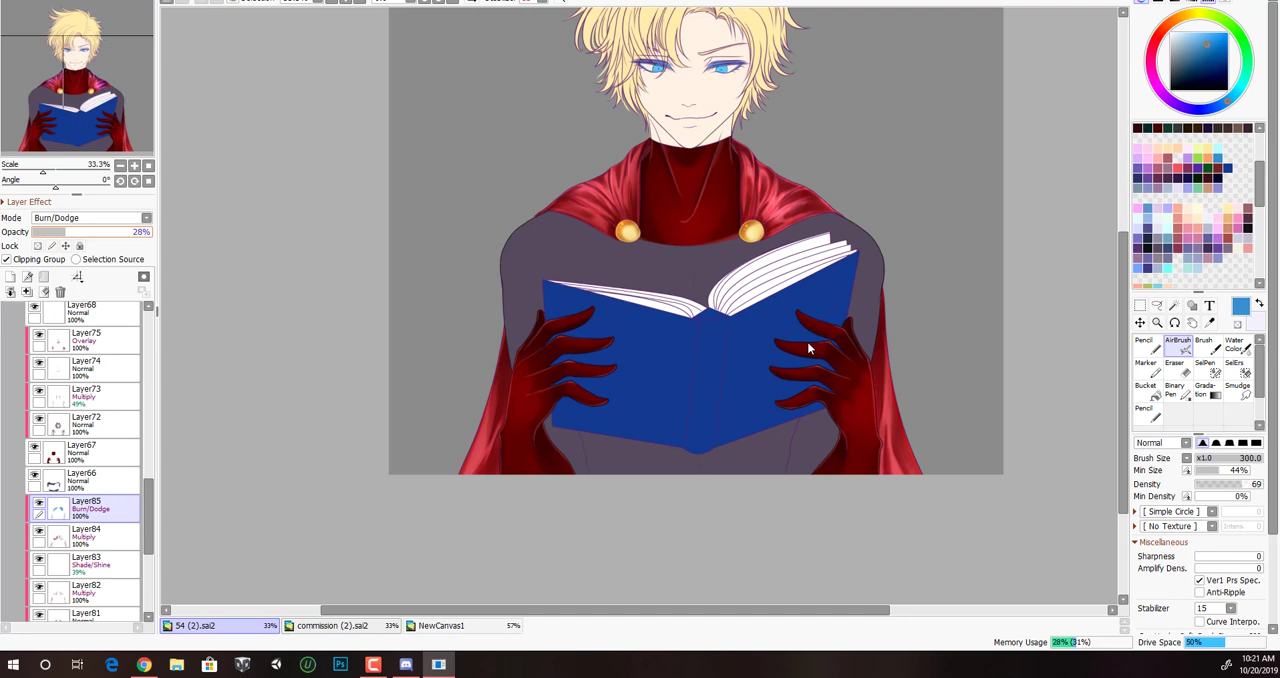 Scale
33.3%
Angle
0°
Layer Effect
Mode
Burn/Dodge
Opacity
28%
Lock
Clipping Group
Selection Source
Layer68
Normal
100%
Layer75
Overlay
100%
Layer74
Normal
100%
Layer73
Multiply
49%
Layer72
Normal
100%
Layer67
Normal
100%
Layer66
Normal
100%
Layer85
Burn/Dodge
100%
Layer84
Multiply
100%
Layer83
Shade/Shine
39%
Layer82
Multiply
100%
Layer81
Normal
T
Pencil
AirBrush
Brush
Water
Color
Marker
Eraser
SelPen
SelErs
Bucket
Binary
Pen
Grada-
tion
Smudge
Pencil
Normal
Brush Size
x1.0
300.0
Min Size
44%
Density
69
Min Density
0%
[ Simple Circle ]
[ No Texture ]
Miscellaneous
Sharpness
0
Amplify Dens.
0
Ver1 Prs Spec.
Anti-Ripple
Stabilizer
15
Curve Interpo.
54 (2).sai2
33%
commission (2).sai2
33%
NewCanvas1
57%
Memory Usage
28% (31%)
Drive Space
50%
Ps
10:21 AM
10/20/2019